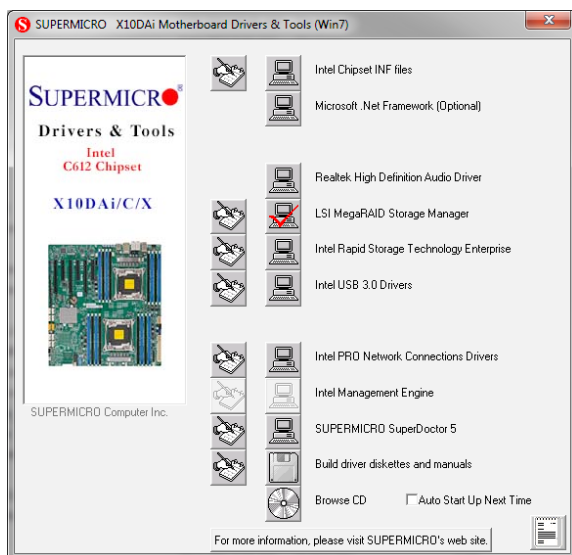 SUPERMICRO X10DAi Motherboard Drivers & Tools (Win7)
SUPERMICRO
Drivers & Tools
Intel
C612 Chipset
X10DAi/C/X
SUPERMICRO Computer Inc.
Intel Chipset INF files
Microsoft .Net Framework (Optional)
Realtek High Definition Audio Driver
LSI MegaRAID Storage Manager
Intel Rapid Storage Technology Enterprise
Intel USB 3.0 Drivers
Intel PRO Network Connections Drivers
Intel Management Engine
SUPERMICRO SuperDoctor 5
Build driver diskettes and manuals
Browse CD
Auto Start Up Next Time
For more information, please visit SUPERMICRO's web site.